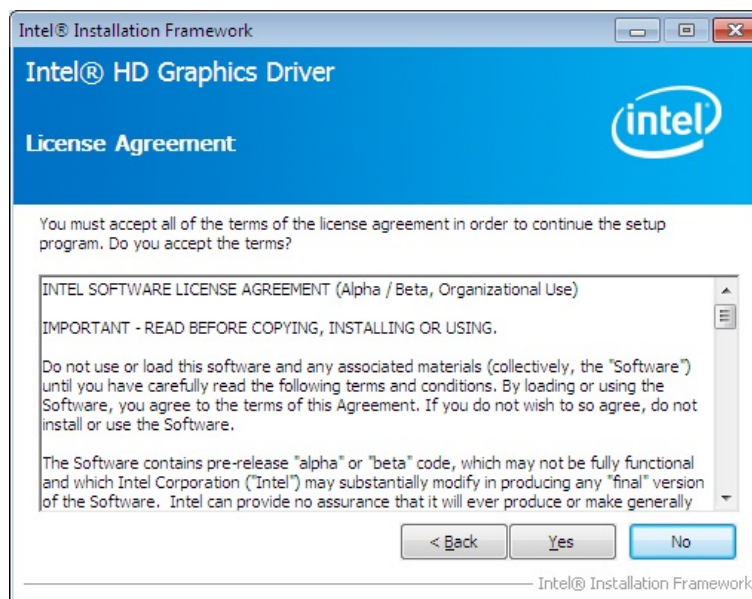 Intel® Installation Framework
Intel® HD Graphics Driver
intel
License Agreement
You must accept all of the terms of the license agreement in order to continue the setup
program. Do you accept the terms?
INTEL SOFTWARE LICENSE AGREEMENT (Alpha / Beta, Organizational Use)
IMPORTANT - READ BEFORE COPYING, INSTALLING OR USING.
Do not use or load this software and any associated materials (collectively, the "Software")
until you have carefully read the following terms and conditions. By loading or using the
Software, you agree to the terms of this Agreement. If you do not wish to so agree, do not
install or use the Software.
The Software contains pre-release "alpha" or "beta" code, which may not be fully functional
and which Intel Corporation ("Intel") may substantially modify in producing any "final" version
of the Software.  Intel can provide no assurance that it will ever produce or make generally
< Back
Yes
No
Intel® Installation Framework